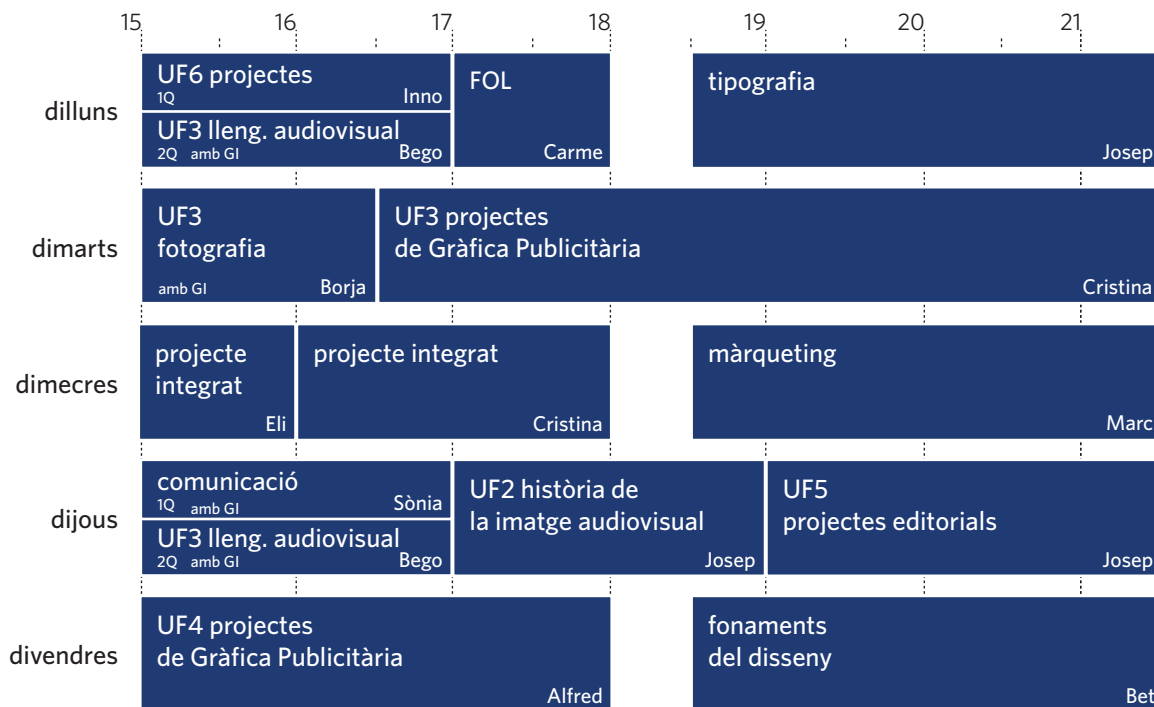 15 16 17 18 19 20 21
dilluns
UF6 projectes
1Q Inno
UF3 lleng. audiovisual
2Q amb GI Bego
FOL
Carme
tipografia
Josep
dimarts
UF3
fotografia
amb GI Borja
UF3 projectes
de Gràfica Publicitària
Cristina
dimecres
projecte
integrat
Eli
projecte integrat
Cristina
màrqueting
Marc
dijous
comunicació
1Q amb GI Sònia
UF3 lleng. audiovisual
2Q amb GI Bego
UF2 història de
la imatge audiovisual
Josep
UF5
projectes editorials
Josep
divendres
UF4 projectes
de Gràfica Publicitària
Alfred
fonaments
del disseny
Bet